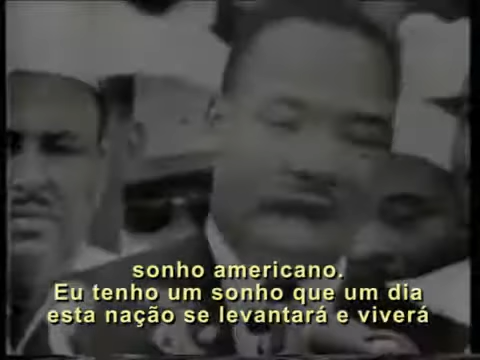 sonho americano.
Eu tenho um sonho que um dia
esta nação se levantará e viverá